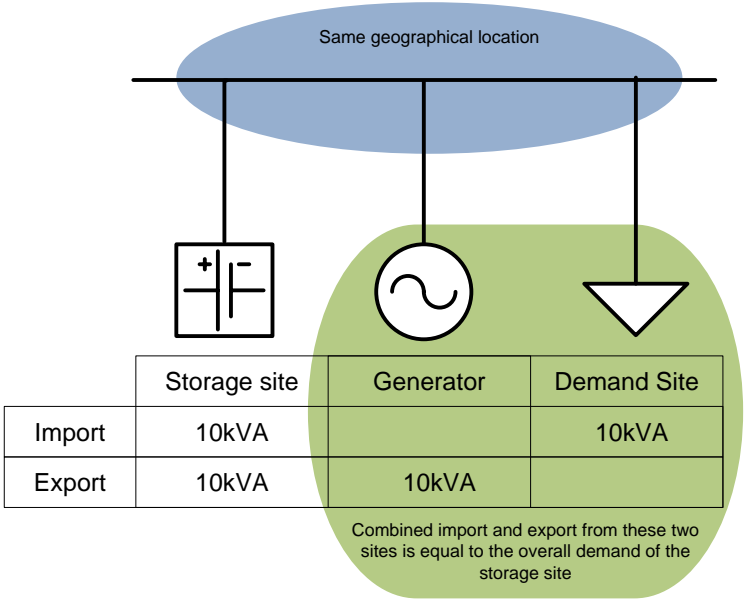 Same geographical location
+ −
Storage site Generator Demand Site
Import 10kVA 10kVA
Export 10kVA 10kVA
Combined import and export from these two
sites is equal to the overall demand of the
storage site